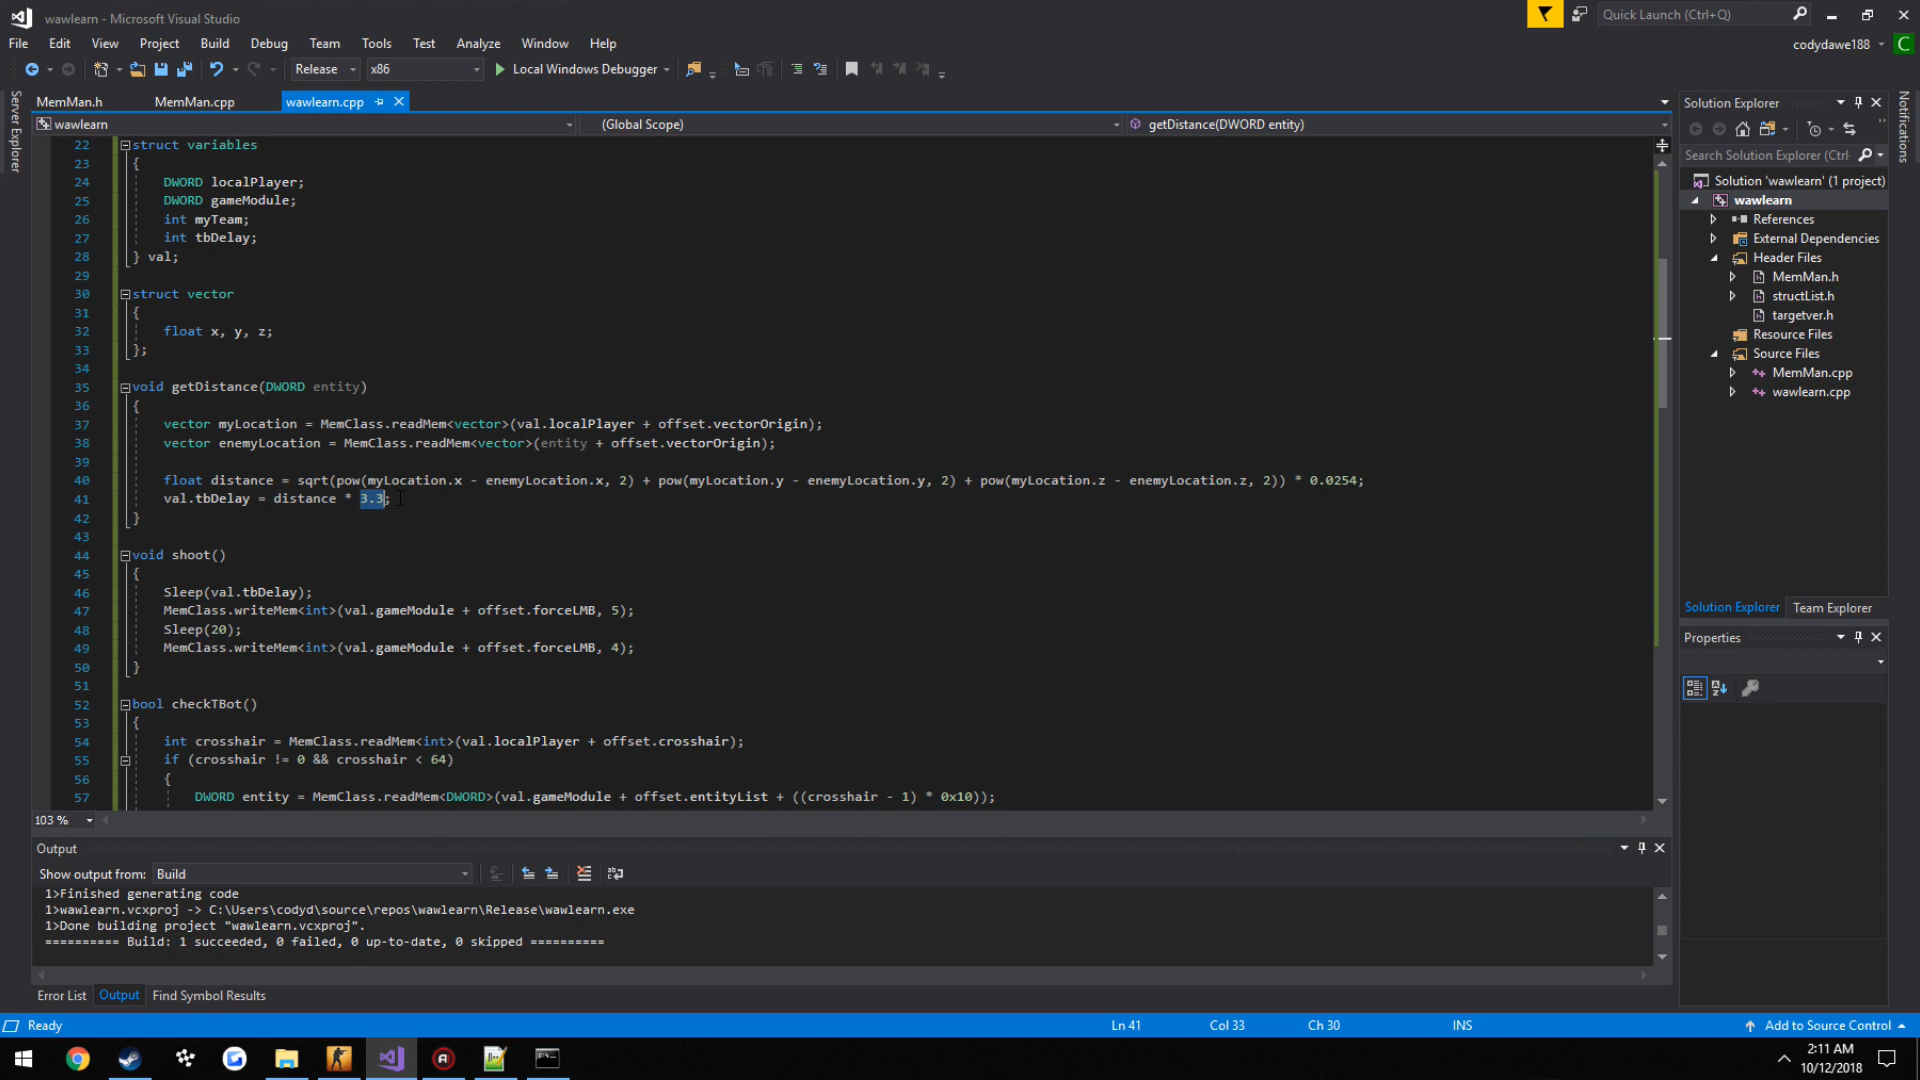 wawlearn - Microsoft Visual Studio
Quick Launch (Ctrl+Q)
File Edit View Project Build Debug Team Tools Test Analyze Window Help
codydawe188
C
Release x86 Local Windows Debugger
Server Explorer
MemMan.h MemMan.cpp wawlearn.cpp
wawlearn (Global Scope) getDistance(DWORD entity)
22 struct variables
23 {
24 DWORD localPlayer;
25 DWORD gameModule;
26 int myTeam;
27 int tbDelay;
28 } val;
29
30 struct vector
31 {
32 float x, y, z;
33 };
34
35 void getDistance(DWORD entity)
36 {
37 vector myLocation = MemClass.readMem<vector>(val.localPlayer + offset.vectorOrigin);
38 vector enemyLocation = MemClass.readMem<vector>(entity + offset.vectorOrigin);
39
40 float distance = sqrt(pow(myLocation.x - enemyLocation.x, 2) + pow(myLocation.y - enemyLocation.y, 2) + pow(myLocation.z - enemyLocation.z, 2)) * 0.0254;
41 val.tbDelay = distance * 3.3;
42 }
43
44 void shoot()
45 {
46 Sleep(val.tbDelay);
47 MemClass.writeMem<int>(val.gameModule + offset.forceLMB, 5);
48 Sleep(20);
49 MemClass.writeMem<int>(val.gameModule + offset.forceLMB, 4);
50 }
51
52 bool checkTBot()
53 {
54 int crosshair = MemClass.readMem<int>(val.localPlayer + offset.crosshair);
55 if (crosshair != 0 && crosshair < 64)
56 {
57 DWORD entity = MemClass.readMem<DWORD>(val.gameModule + offset.entityList + ((crosshair - 1) * 0x10));
103 %
Output
Show output from: Build
1>Finished generating code
1>wawlearn.vcxproj -> C:\Users\codyd\source\repos\wawlearn\Release\wawlearn.exe
1>Done building project "wawlearn.vcxproj".
========== Build: 1 succeeded, 0 failed, 0 up-to-date, 0 skipped ==========
Error List Output Find Symbol Results
Solution Explorer
Search Solution Explorer (Ctrl
Solution 'wawlearn' (1 project)
wawlearn
References
External Dependencies
Header Files
MemMan.h
structList.h
targetver.h
Resource Files
Source Files
MemMan.cpp
wawlearn.cpp
Solution Explorer Team Explorer
Properties
Notifications
Ready Ln 41 Col 33 Ch 30 INS Add to Source Control
2:11 AM
10/12/2018